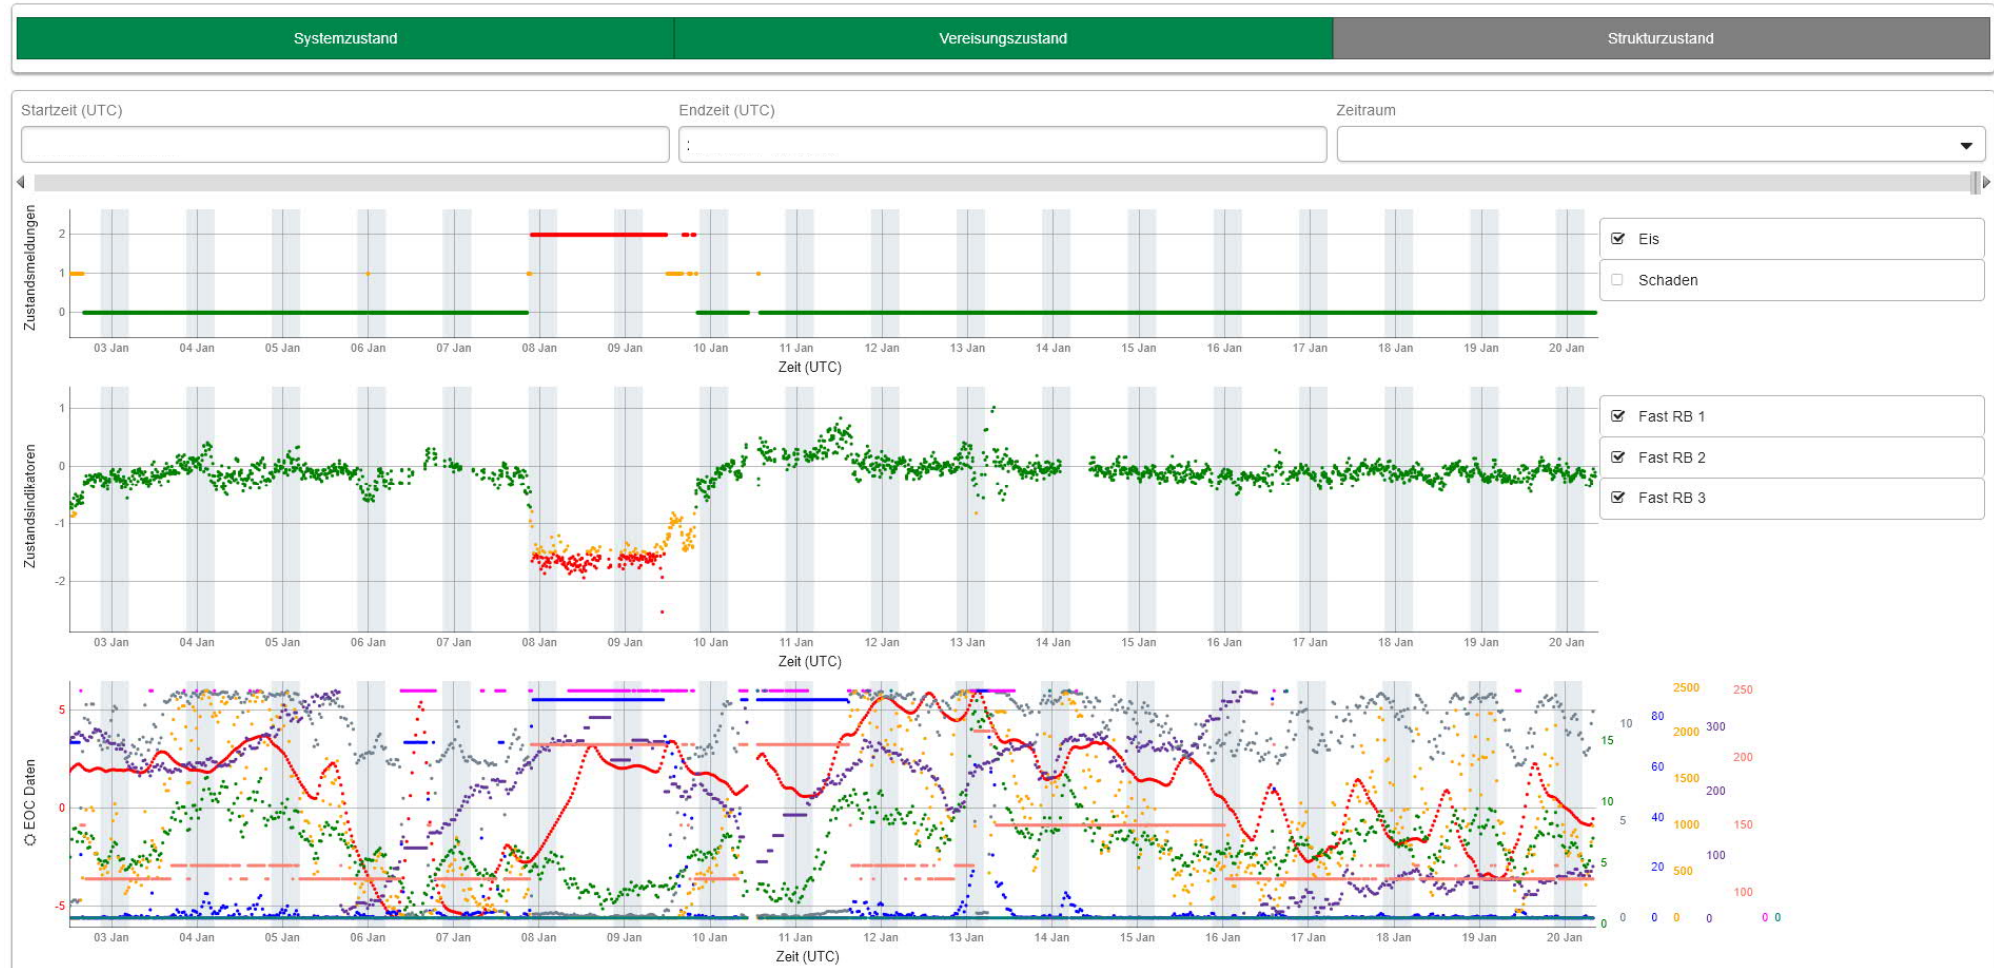 Systemzustand Vereisungszustand Strukturzustand
Startzeit (UTC) Endzeit (UTC) Zeitraum
:
Zustandsmeldungen
2
1
0
03 Jan 04 Jan 05 Jan 06 Jan 07 Jan 08 Jan 09 Jan 10 Jan 11 Jan 12 Jan 13 Jan 14 Jan 15 Jan 16 Jan 17 Jan 18 Jan 19 Jan 20 Jan
Zeit (UTC)
Eis
Schaden
Zustandsindikatoren
1
0
-1
-2
03 Jan 04 Jan 05 Jan 06 Jan 07 Jan 08 Jan 09 Jan 10 Jan 11 Jan 12 Jan 13 Jan 14 Jan 15 Jan 16 Jan 17 Jan 18 Jan 19 Jan 20 Jan
Zeit (UTC)
Fast RB 1
Fast RB 2
Fast RB 3
EOC Daten
5
0
-5
03 Jan 04 Jan 05 Jan 06 Jan 07 Jan 08 Jan 09 Jan 10 Jan 11 Jan 12 Jan 13 Jan 14 Jan 15 Jan 16 Jan 17 Jan 18 Jan 19 Jan 20 Jan
Zeit (UTC)
2500 250
10 80 300
15 2000
60 200
1500
10 200
5 40 1000 150
5 20 500 100
100
0 0 0 0 0 0 0